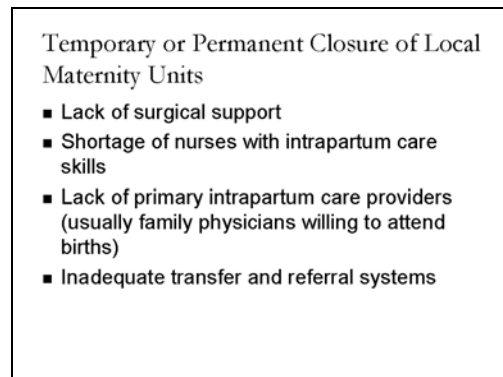 Temporary or Permanent Closure of Local
Maternity Units
■ Lack of surgical support
■ Shortage of nurses with intrapartum care
skills
■ Lack of primary intrapartum care providers
(usually family physicians willing to attend
births)
■ Inadequate transfer and referral systems